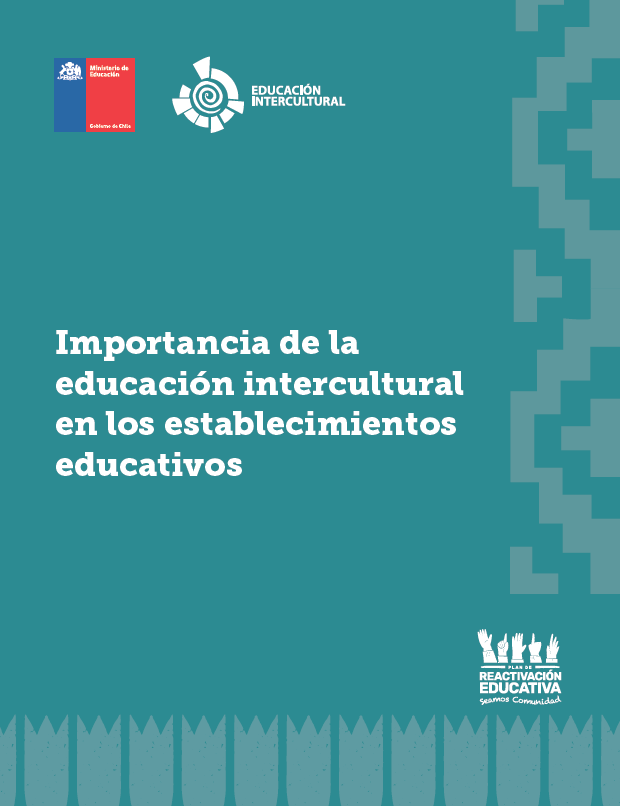 Ministerio de
Educación
Gobierno de Chile
EDUCACIÓN
INTERCULTURAL
Importancia de la
educación intercultural
en los establecimientos
educativos
PLAN DE
REACTIVACIÓN
EDUCATIVA
Seamos Comunidad